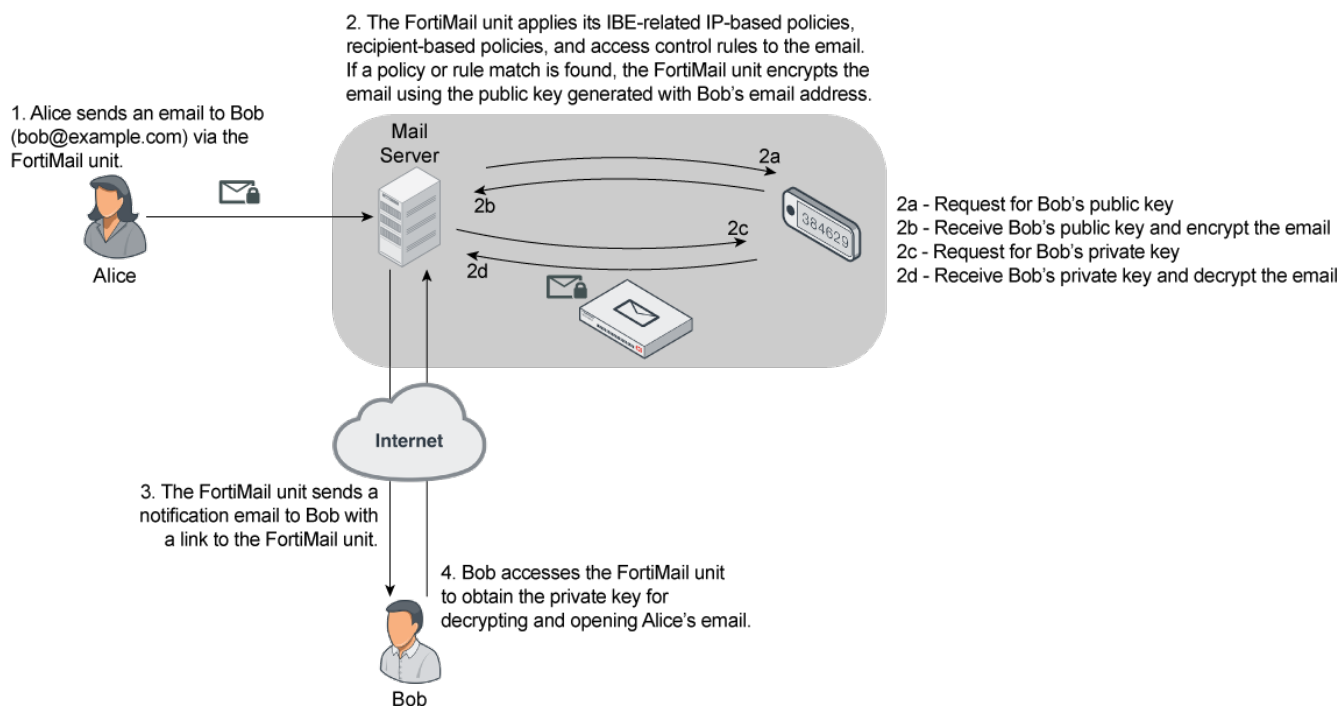 2. The FortiMail unit applies its IBE-related IP-based policies,
recipient-based policies, and access control rules to the email.
If a policy or rule match is found, the FortiMail unit encrypts the
email using the public key generated with Bob's email address.
1. Alice sends an email to Bob
(bob@example.com) via the
FortiMail unit.
Mail
Server
Alice
2a
2b
2c
2d
384629
2a - Request for Bob's public key
2b - Receive Bob's public key and encrypt the email
2c - Request for Bob's private key
2d - Receive Bob's private key and decrypt the email
Internet
3. The FortiMail unit sends a
notification email to Bob with
a link to the FortiMail unit.
4. Bob accesses the FortiMail unit
to obtain the private key for
decrypting and opening Alice's email.
Bob